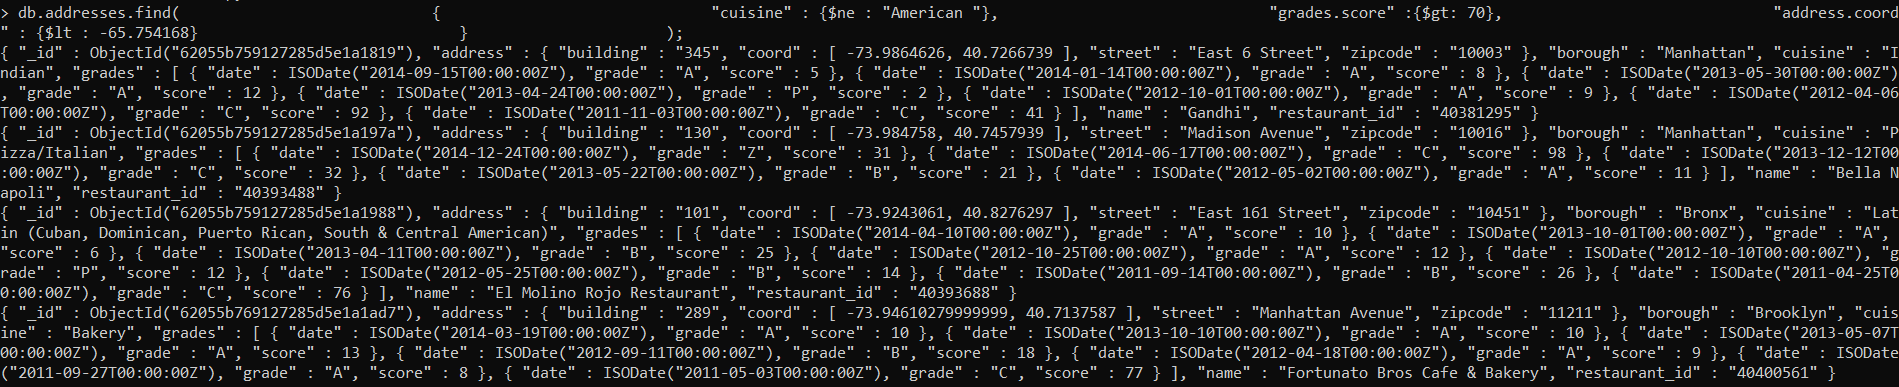 > db.addresses.find( { "cuisine" : {$ne : "American "}, "grades.score" :{$gt: 70}, "address.coord
" : {$lt : -65.754168} } );
{ "_id" : ObjectId("62055b759127285d5e1a1819"), "address" : { "building" : "345", "coord" : [ -73.9864626, 40.7266739 ], "street" : "East 6 Street", "zipcode" : "10003" }, "borough" : "Manhattan", "cuisine" : "I
ndian", "grades" : [ { "date" : ISODate("2014-09-15T00:00:00Z"), "grade" : "A", "score" : 5 }, { "date" : ISODate("2014-01-14T00:00:00Z"), "grade" : "A", "score" : 8 }, { "date" : ISODate("2013-05-30T00:00:00Z")
, "grade" : "A", "score" : 12 }, { "date" : ISODate("2013-04-24T00:00:00Z"), "grade" : "P", "score" : 2 }, { "date" : ISODate("2012-10-01T00:00:00Z"), "grade" : "A", "score" : 9 }, { "date" : ISODate("2012-04-06
T00:00:00Z"), "grade" : "C", "score" : 92 }, { "date" : ISODate("2011-11-03T00:00:00Z"), "grade" : "C", "score" : 41 } ], "name" : "Gandhi", "restaurant_id" : "40381295" }
{ "_id" : ObjectId("62055b759127285d5e1a197a"), "address" : { "building" : "130", "coord" : [ -73.984758, 40.7457939 ], "street" : "Madison Avenue", "zipcode" : "10016" }, "borough" : "Manhattan", "cuisine" : "P
izza/Italian", "grades" : [ { "date" : ISODate("2014-12-24T00:00:00Z"), "grade" : "Z", "score" : 31 }, { "date" : ISODate("2014-06-17T00:00:00Z"), "grade" : "C", "score" : 98 }, { "date" : ISODate("2013-12-12T00
:00:00Z"), "grade" : "C", "score" : 32 }, { "date" : ISODate("2013-05-22T00:00:00Z"), "grade" : "B", "score" : 21 }, { "date" : ISODate("2012-05-02T00:00:00Z"), "grade" : "A", "score" : 11 } ], "name" : "Bella N
apoli", "restaurant_id" : "40393488" }
{ "_id" : ObjectId("62055b759127285d5e1a1988"), "address" : { "building" : "101", "coord" : [ -73.9243061, 40.8276297 ], "street" : "East 161 Street", "zipcode" : "10451" }, "borough" : "Bronx", "cuisine" : "Lat
in (Cuban, Dominican, Puerto Rican, South & Central American)", "grades" : [ { "date" : ISODate("2014-04-10T00:00:00Z"), "grade" : "A", "score" : 10 }, { "date" : ISODate("2013-10-01T00:00:00Z"), "grade" : "A",
"score" : 6 }, { "date" : ISODate("2013-04-11T00:00:00Z"), "grade" : "B", "score" : 25 }, { "date" : ISODate("2012-10-25T00:00:00Z"), "grade" : "A", "score" : 12 }, { "date" : ISODate("2012-10-10T00:00:00Z"), "g
rade" : "P", "score" : 12 }, { "date" : ISODate("2012-05-25T00:00:00Z"), "grade" : "B", "score" : 14 }, { "date" : ISODate("2011-09-14T00:00:00Z"), "grade" : "B", "score" : 26 }, { "date" : ISODate("2011-04-25T0
0:00:00Z"), "grade" : "C", "score" : 76 } ], "name" : "El Molino Rojo Restaurant", "restaurant_id" : "40393688" }
{ "_id" : ObjectId("62055b769127285d5e1a1ad7"), "address" : { "building" : "289", "coord" : [ -73.94610279999999, 40.7137587 ], "street" : "Manhattan Avenue", "zipcode" : "11211" }, "borough" : "Brooklyn", "cuis
ine" : "Bakery", "grades" : [ { "date" : ISODate("2014-03-19T00:00:00Z"), "grade" : "A", "score" : 10 }, { "date" : ISODate("2013-10-10T00:00:00Z"), "grade" : "A", "score" : 10 }, { "date" : ISODate("2013-05-07T
00:00:00Z"), "grade" : "A", "score" : 13 }, { "date" : ISODate("2012-09-11T00:00:00Z"), "grade" : "B", "score" : 18 }, { "date" : ISODate("2012-04-18T00:00:00Z"), "grade" : "A", "score" : 9 }, { "date" : ISODate
("2011-09-27T00:00:00Z"), "grade" : "A", "score" : 8 }, { "date" : ISODate("2011-05-03T00:00:00Z"), "grade" : "C", "score" : 77 } ], "name" : "Fortunato Bros Cafe & Bakery", "restaurant_id" : "40400561" }